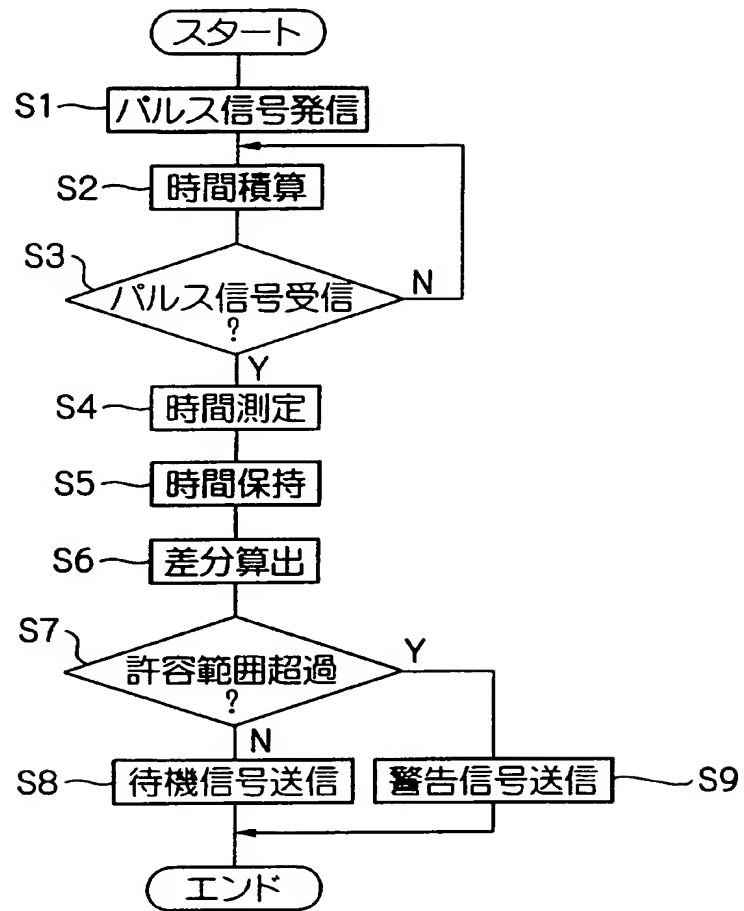 スタート
S1
パルス信号発信
S2
時間積算
S3
パルス信号受信
?
N
Y
S4
時間測定
S5
時間保持
S6
差分算出
S7
許容範囲超過
?
Y
N
S8
待機信号送信
警告信号送信
S9
エンド